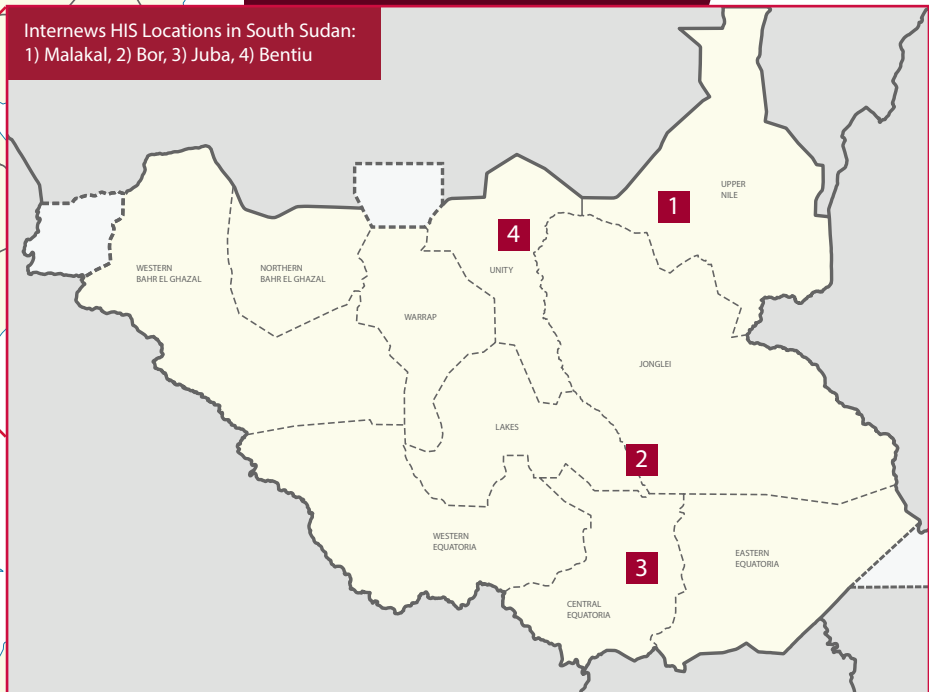 Internews HIS Locations in South Sudan:
1) Malakal, 2) Bor, 3) Juba, 4) Bentiu
UPPER
NILE
1
4
UNITY
WESTERN
BAHR EL GHAZAL
NORTHERN
BAHR EL GHAZAL
WARRAP
JONGLEI
LAKES
2
WESTERN
EQUATORIA
EASTERN
EQUATORIA
3
CENTRAL
EQUATORIA